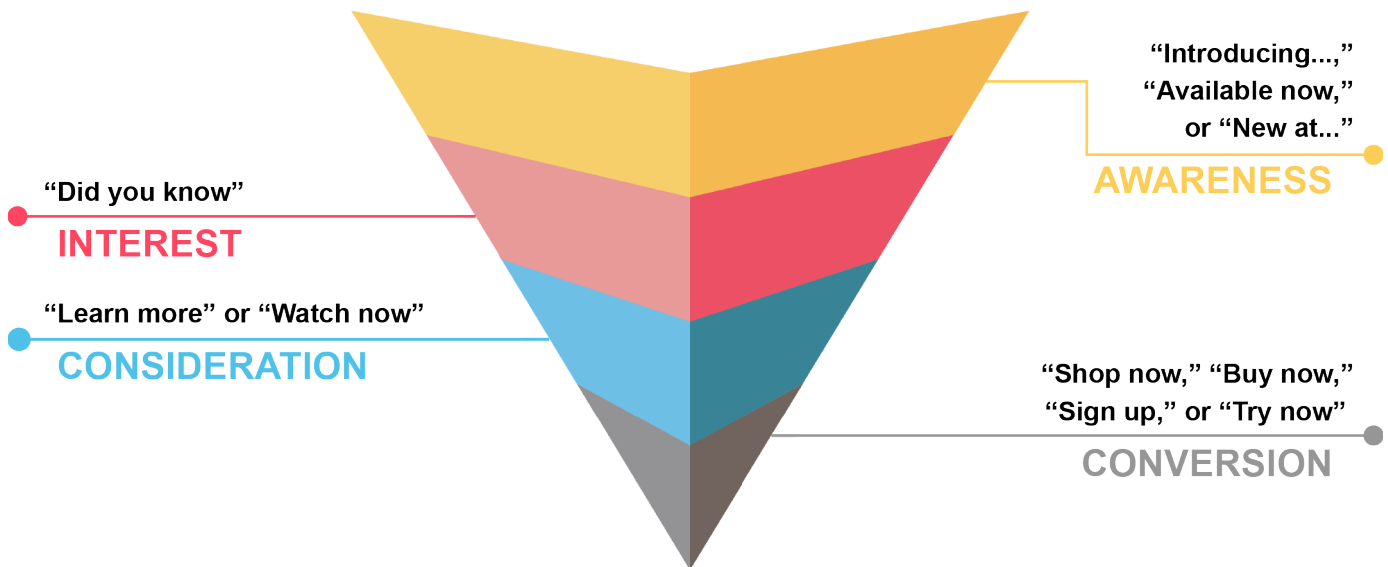 “Introducing...,”
“Available now,”
or “New at...”
AWARENESS
“Did you know”
INTEREST
“Learn more” or “Watch now”
CONSIDERATION
“Shop now,” “Buy now,”
“Sign up,” or “Try now”
CONVERSION